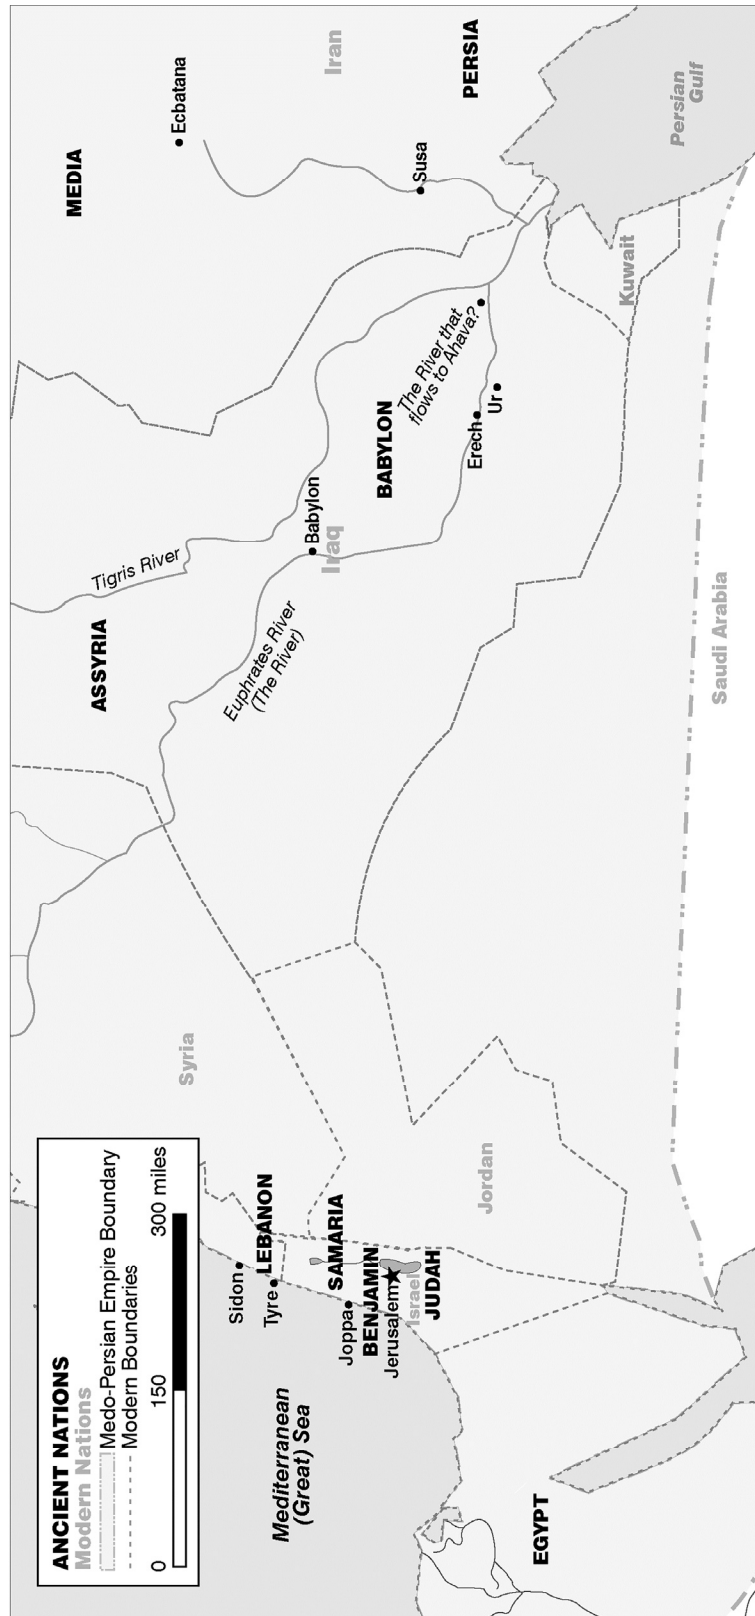 ANCIENT NATIONS
Modern Nations
Medo-Persian Empire Boundary
Modern Boundaries
0 150 300 miles
Mediterranean
(Great) Sea
EGYPT
Sidon
Tyre
LEBANON
Joppa
SAMARIA
BENJAMIN
Jerusalem
Israel
JUDAH
Syria
Jordan
ASSYRIA
Tigris River
Euphrates River
(The River)
Babylon
Iraq
BABYLON
The River that
flows to Ahava?
Erech
Ur
Saudi Arabia
MEDIA
Ecbatana
Iran
Susa
PERSIA
Kuwait
Persian
Gulf